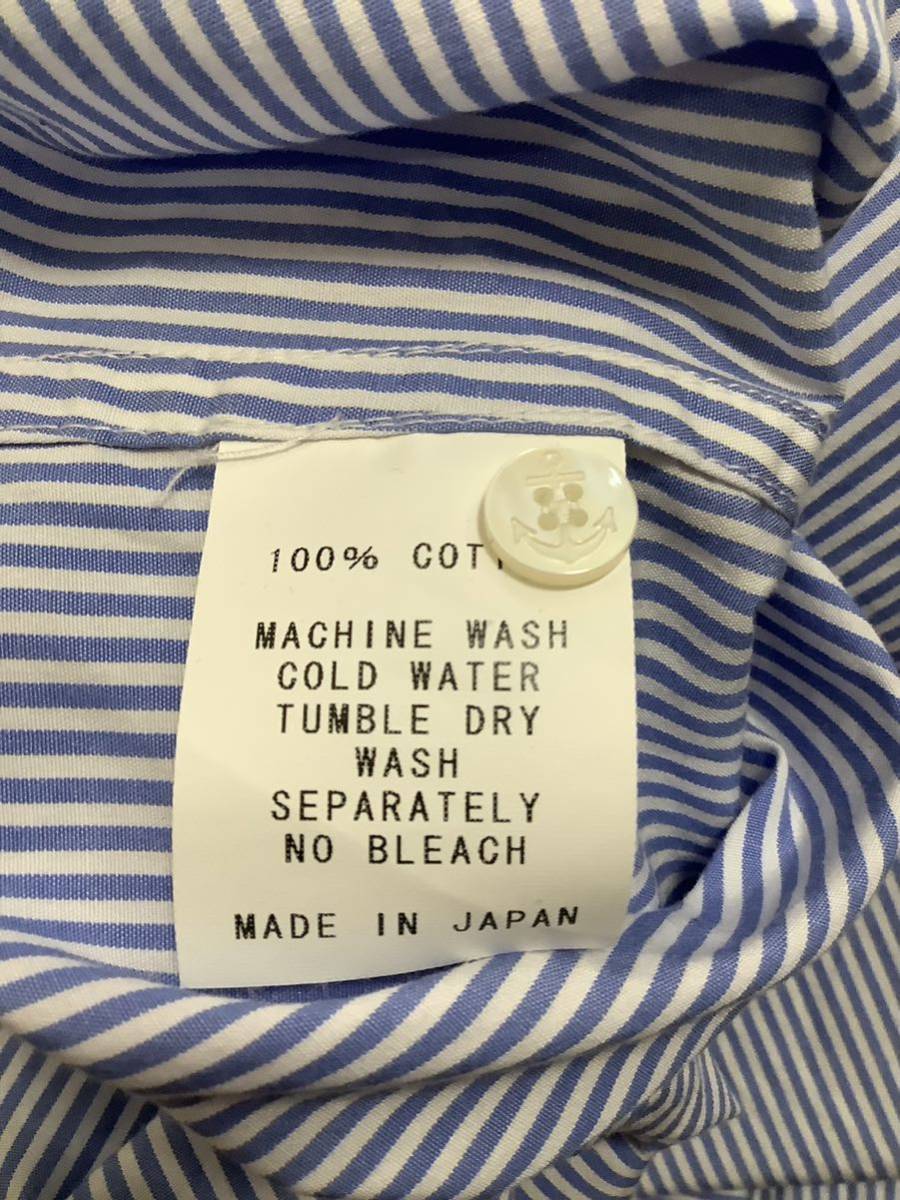 100% COTT
MACHINE WASH
COLD WATER
TUMBLE DRY
WASH
SEPARATELY
NO BLEACH
MADE IN JAPAN